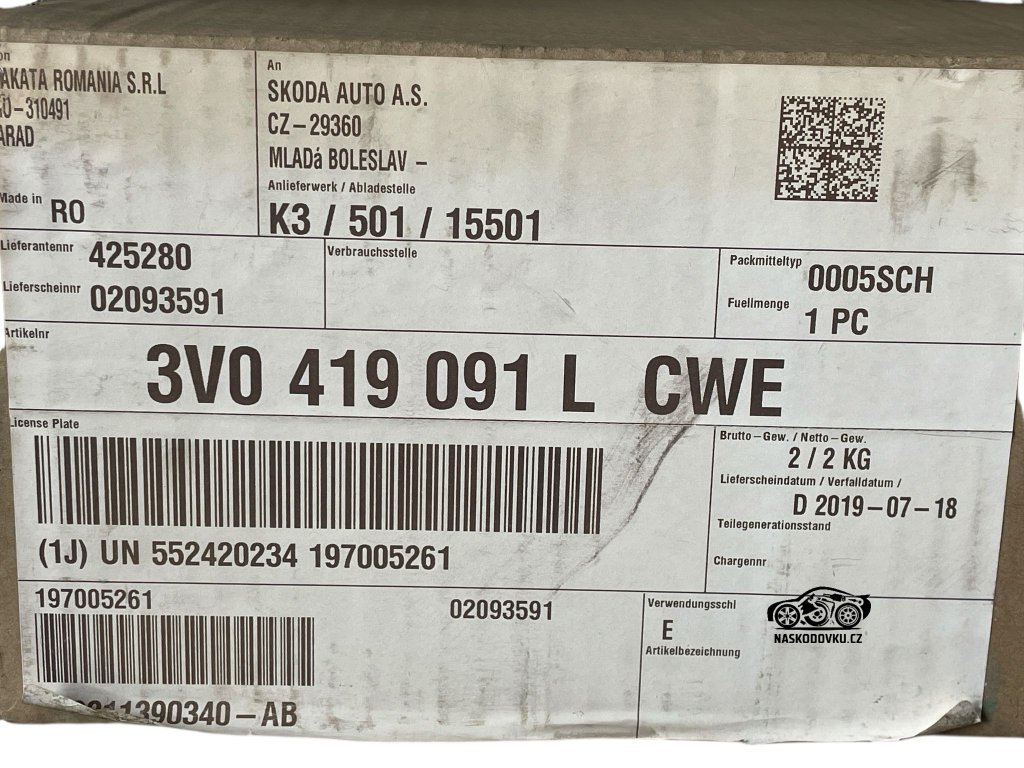 on
AKATA ROMANIA S.R.L
RO-310491
ARAD
Made in RO
An
SKODA AUTO A.S.
CZ-29360
MLADá BOLESLAV -
Anlieferwerk / Abladestelle
K3 / 501 / 15501
Lieferantennr 425280
Lieferscheinnr 02093591
Verbrauchsstelle
Packmitteltyp 0005SCH
Fuellmenge 1 PC
Artikelnr
3V0 419 091 L CWE
License Plate
(1J) UN 552420234 197005261
Brutto-Gew. / Netto-Gew.
2 / 2 KG
Lieferscheindatum / Verfalldatum /
D 2019-07-18
Teilegenerationsstand
Chargennr
197005261 02093591
11390340-AB
Verwendungsschl
E
Artikelbezeichnung
NASKODOVKU.CZ